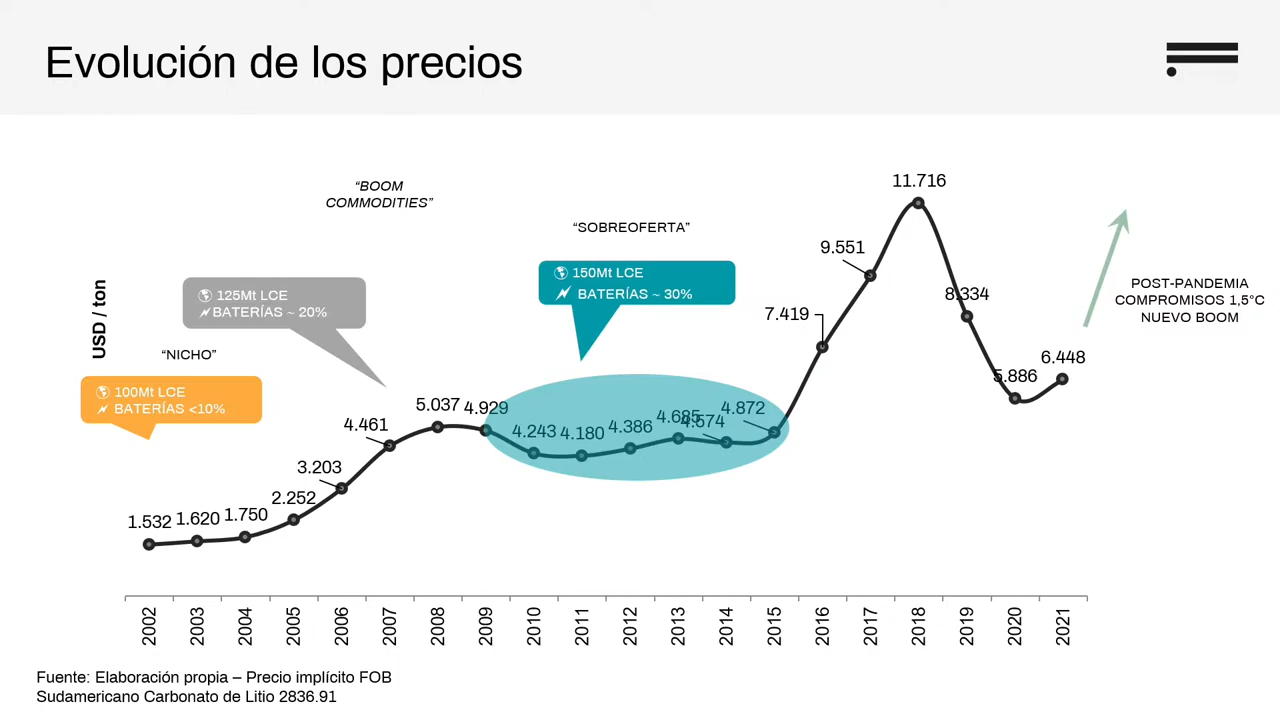 Evolución de los precios
“BOOM
COMMODITIES”
“SOBREOFERTA”
150Mt LCE
BATERÍAS ~ 30%
125Mt LCE
BATERÍAS ~ 20%
“NICHO”
100Mt LCE
BATERÍAS <10%
USD / ton
POST-PANDEMIA
COMPROMISOS 1,5°C
NUEVO BOOM
1.532
1.620
1.750
2.252
3.203
4.461
5.037
4.929
4.243
4.180
4.386
4.685
4.574
4.872
7.419
9.551
11.716
8.334
5.886
6.448
2002
2003
2004
2005
2006
2007
2008
2009
2010
2011
2012
2013
2014
2015
2016
2017
2018
2019
2020
2021
Fuente: Elaboración propia – Precio implícito FOB
Sudamericano Carbonato de Litio 2836.91